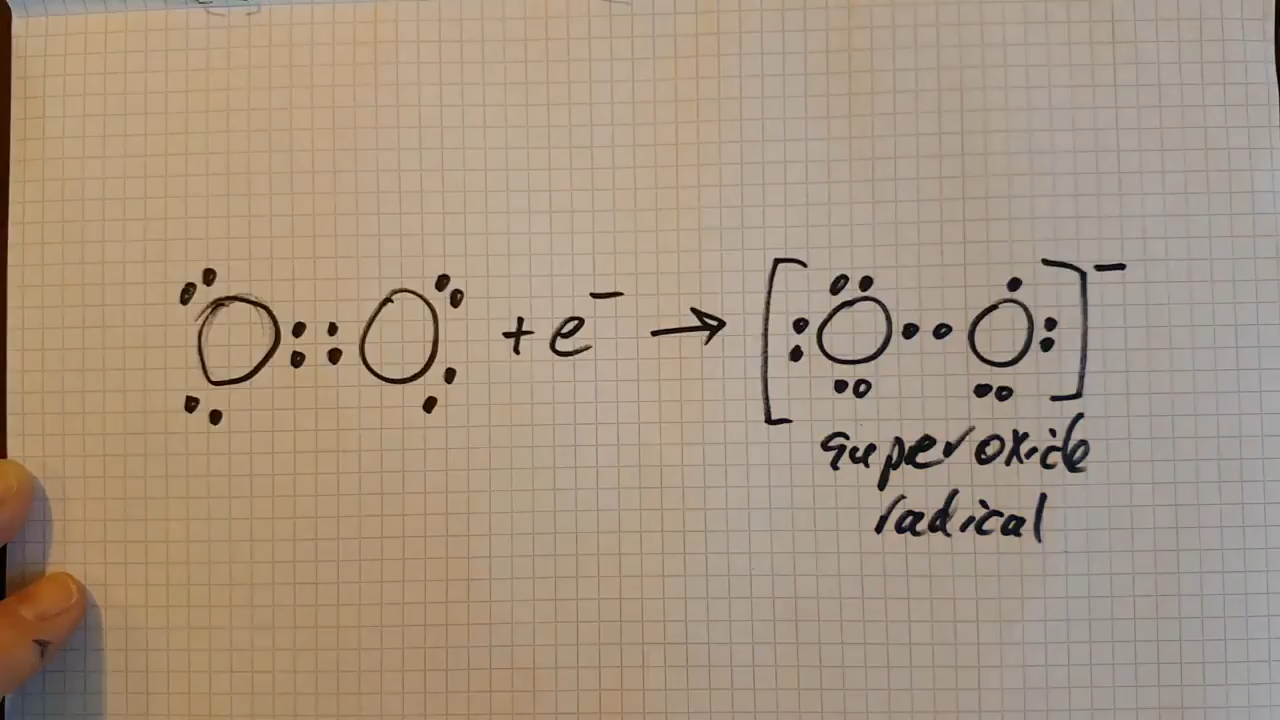 O::O + e⁻ → [:O··O:]⁻
superoxide
radical